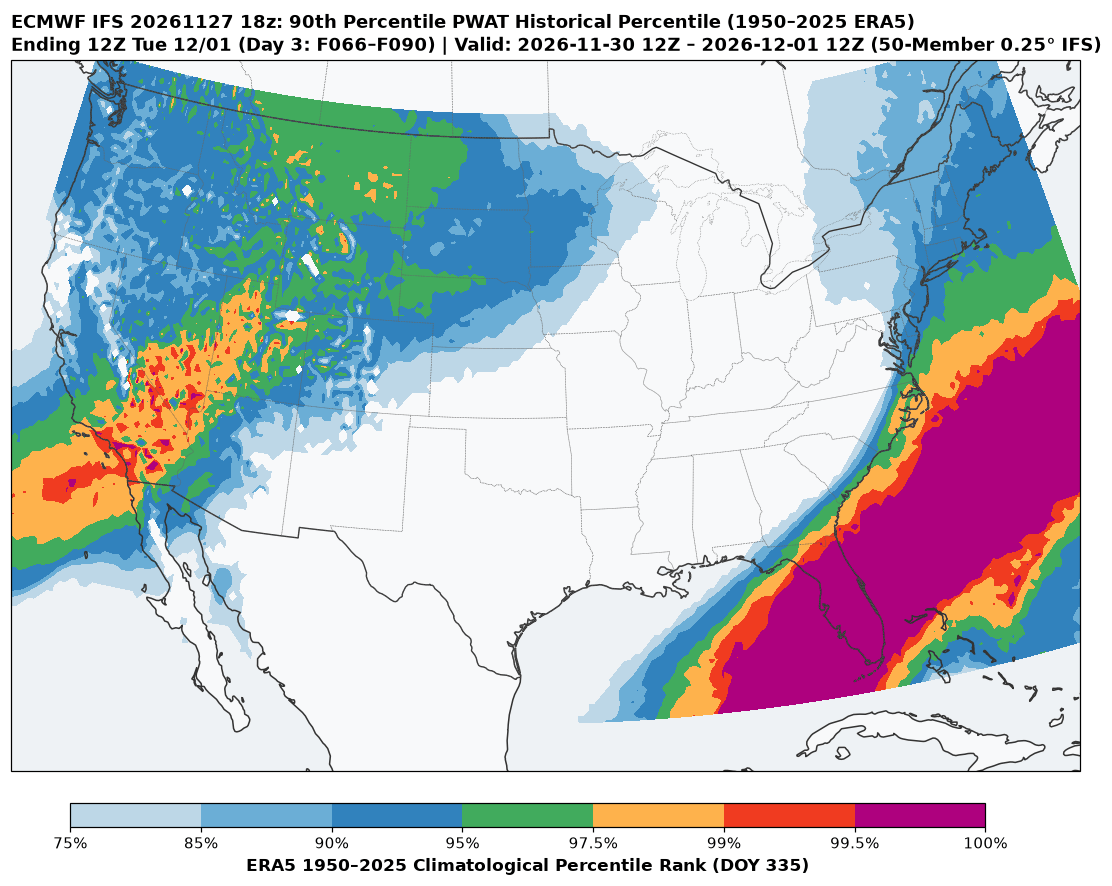 ECMWF IFS 20261127 18z: 90th Percentile PWAT Historical Percentile (1950–2025 ERA5)
Ending 12Z Tue 12/01 (Day 3: F066–F090) | Valid: 2026-11-30 12Z – 2026-12-01 12Z (50-Member 0.25° IFS)
75% 85% 90% 95% 97.5% 99% 99.5% 100%
ERA5 1950–2025 Climatological Percentile Rank (DOY 335)